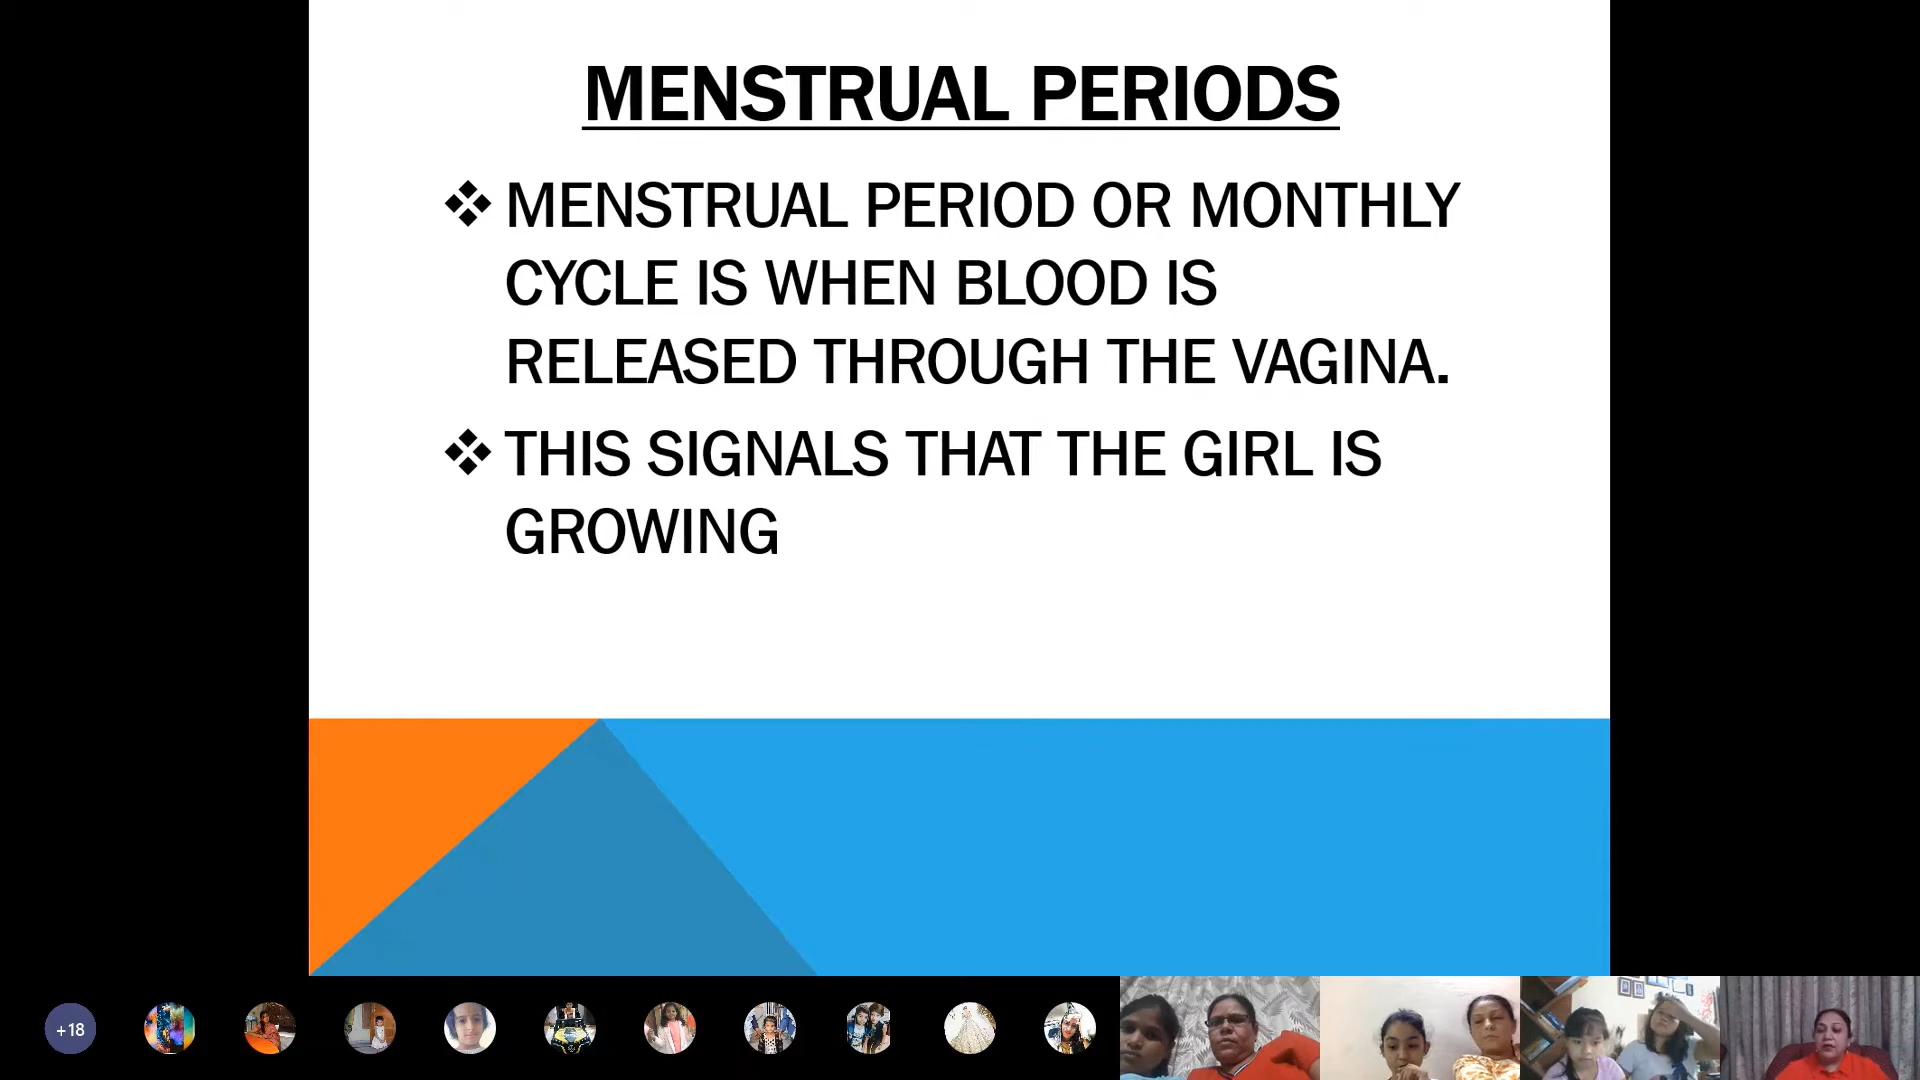 MENSTRUAL PERIODS
❖ MENSTRUAL PERIOD OR MONTHLY
CYCLE IS WHEN BLOOD IS
RELEASED THROUGH THE VAGINA.
❖ THIS SIGNALS THAT THE GIRL IS
GROWING
+18